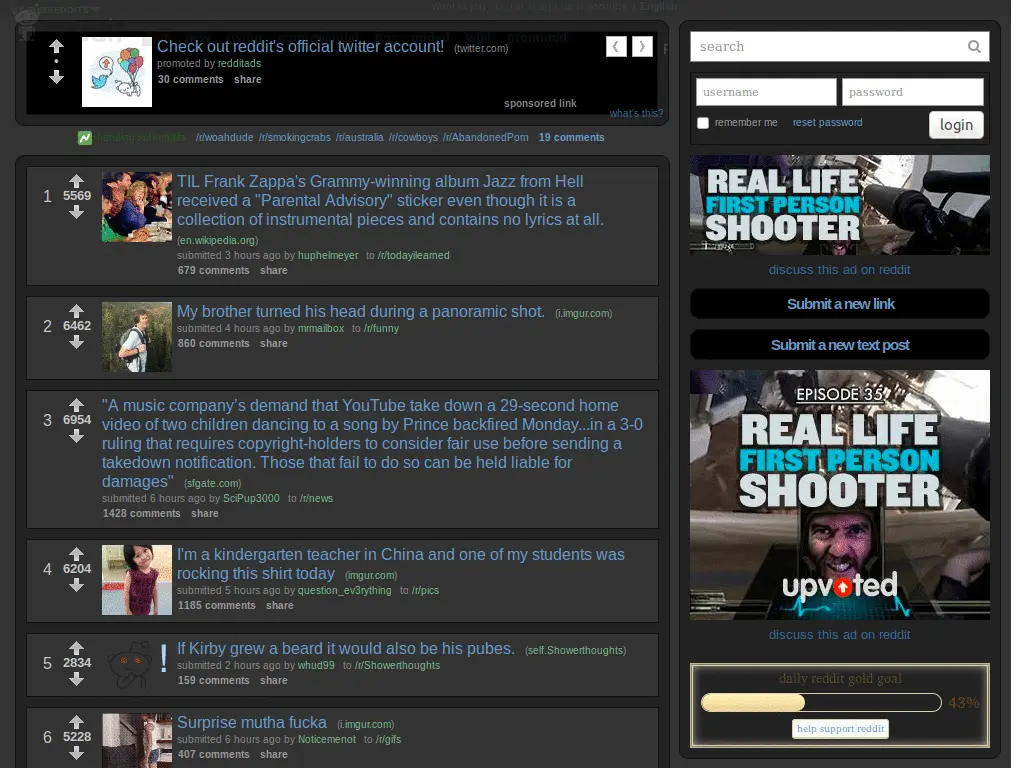 MY SUBREDDITS
English
Check out reddit's official twitter account! (twitter.com)
promoted by redditads
30 comments share
sponsored link
what's this?
trending subreddits /r/woahdude /r/smokingcrabs /r/australia /r/cowboys /r/AbandonedPorn 19 comments
1
5569
TIL Frank Zappa's Grammy-winning album Jazz from Hell
received a "Parental Advisory" sticker even though it is a
collection of instrumental pieces and contains no lyrics at all.
(en.wikipedia.org)
submitted 3 hours ago by huphelmeyer to /r/todayilearned
679 comments share
2
6462
My brother turned his head during a panoramic shot. (i.imgur.com)
submitted 4 hours ago by mrmailbox to /r/funny
860 comments share
3
6954
"A music company's demand that YouTube take down a 29-second home
video of two children dancing to a song by Prince backfired Monday...in a 3-0
ruling that requires copyright-holders to consider fair use before sending a
takedown notification. Those that fail to do so can be held liable for
damages" (sfgate.com)
submitted 6 hours ago by SciPup3000 to /r/news
1428 comments share
4
6204
I'm a kindergarten teacher in China and one of my students was
rocking this shirt today (imgur.com)
submitted 5 hours ago by question_ev3rything to /r/pics
1185 comments share
5
2834
If Kirby grew a beard it would also be his pubes. (self.Showerthoughts)
submitted 2 hours ago by whud99 to /r/Showerthoughts
159 comments share
6
5228
Surprise mutha fucka (i.imgur.com)
submitted 6 hours ago by Noticemenot to /r/gifs
407 comments share
search
username
password
remember me reset password
login
REAL LIFE
FIRST PERSON
SHOOTER
discuss this ad on reddit
Submit a new link
Submit a new text post
EPISODE 35
REAL LIFE
FIRST PERSON
SHOOTER
upvoted
discuss this ad on reddit
daily reddit gold goal
43%
help support reddit